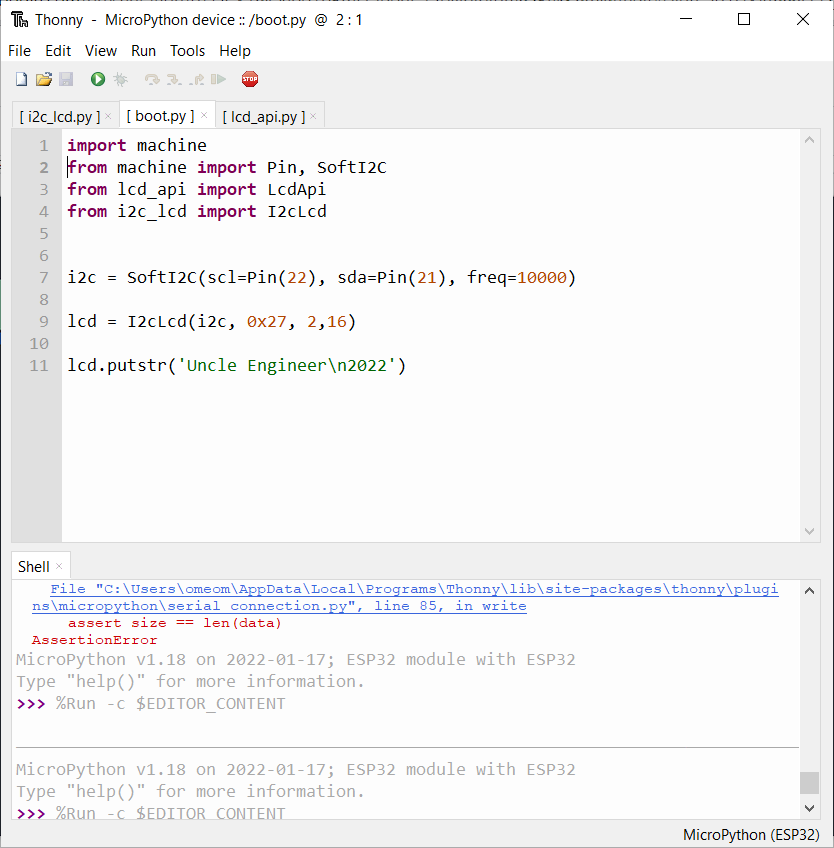 Thonny - MicroPython device :: /boot.py @ 2 : 1
File Edit View Run Tools Help
STOP
[ i2c_lcd.py ] × [ boot.py ] × [ lcd_api.py ] ×
1 import machine
2 from machine import Pin, SoftI2C
3 from lcd_api import LcdApi
4 from i2c_lcd import I2cLcd
5
6
7 i2c = SoftI2C(scl=Pin(22), sda=Pin(21), freq=10000)
8
9 lcd = I2cLcd(i2c, 0x27, 2,16)
10
11 lcd.putstr('Uncle Engineer\n2022')
Shell ×
File "C:\Users\omeom\AppData\Local\Programs\Thonny\lib\site-packages\thonny\plugi
ns\micropython\serial_connection.py", line 85, in write
assert size == len(data)
AssertionError
MicroPython v1.18 on 2022-01-17; ESP32 module with ESP32
Type "help()" for more information.
>>> %Run -c $EDITOR_CONTENT
MicroPython v1.18 on 2022-01-17; ESP32 module with ESP32
Type "help()" for more information.
>>> %Run -c $EDITOR_CONTENT
MicroPython (ESP32)